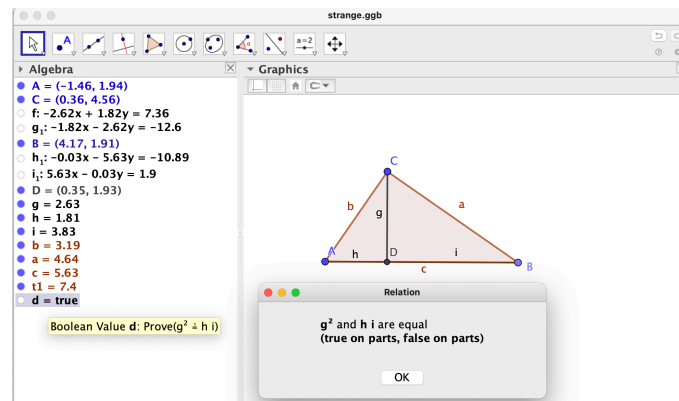 strange.ggb
a=2
Algebra
Graphics
A = (−1.46, 1.94)
C = (0.36, 4.56)
f: −2.62x + 1.82y = 7.36
g₁: −1.82x − 2.62y = −12.6
B = (4.17, 1.91)
h₁: −0.03x − 5.63y = −10.89
i₁: 5.63x − 0.03y = 1.9
D = (0.35, 1.93)
g = 2.63
h = 1.81
i = 3.83
b = 3.19
a = 4.64
c = 5.63
t1 = 7.4
d = true
Boolean Value d: Prove(g² ≟ h i)
C
b
a
g
A
h
D
i
B
c
Relation
g² and h i are equal
(true on parts, false on parts)
OK